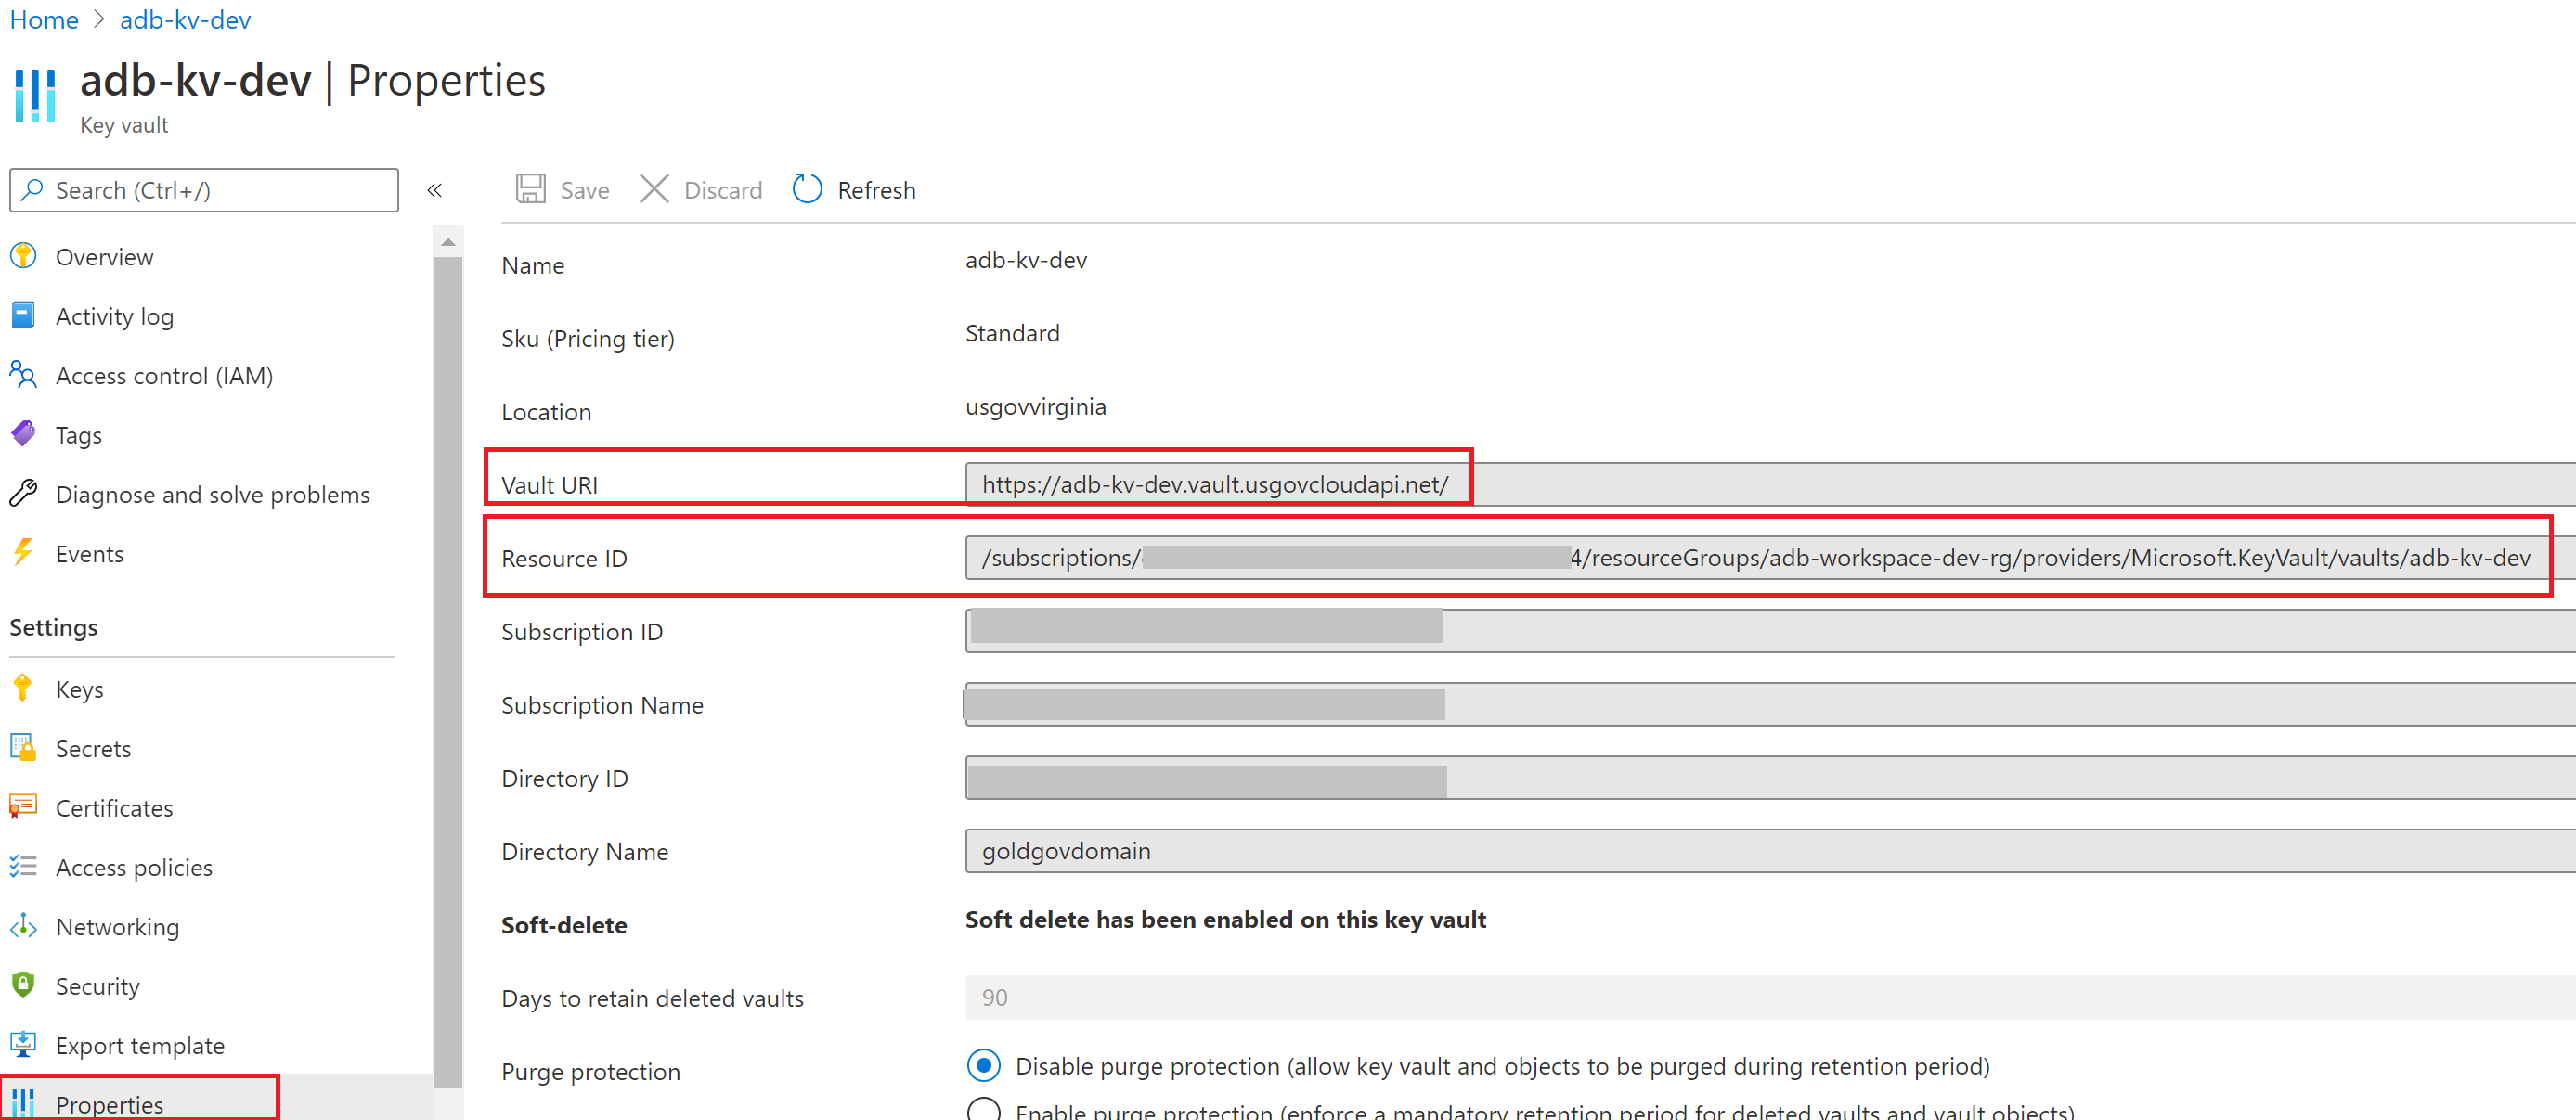 Home > adb-kv-dev
adb-kv-dev | Properties
Key vault
Search (Ctrl+/)
«
Save
Discard
Refresh
Overview
Activity log
Access control (IAM)
Tags
Diagnose and solve problems
Events
Settings
Keys
Secrets
Certificates
Access policies
Networking
Security
Export template
Properties
Name
adb-kv-dev
Sku (Pricing tier)
Standard
Location
usgovvirginia
Vault URI
https://adb-kv-dev.vault.usgovcloudapi.net/
Resource ID
/subscriptions/ 4/resourceGroups/adb-workspace-dev-rg/providers/Microsoft.KeyVault/vaults/adb-kv-dev
Subscription ID
Subscription Name
Directory ID
Directory Name
goldgovdomain
Soft-delete
Soft delete has been enabled on this key vault
Days to retain deleted vaults
90
Purge protection
Disable purge protection (allow key vault and objects to be purged during retention period)
Enable purge protection (enforce a mandatory retention period for deleted vaults and vault objects)